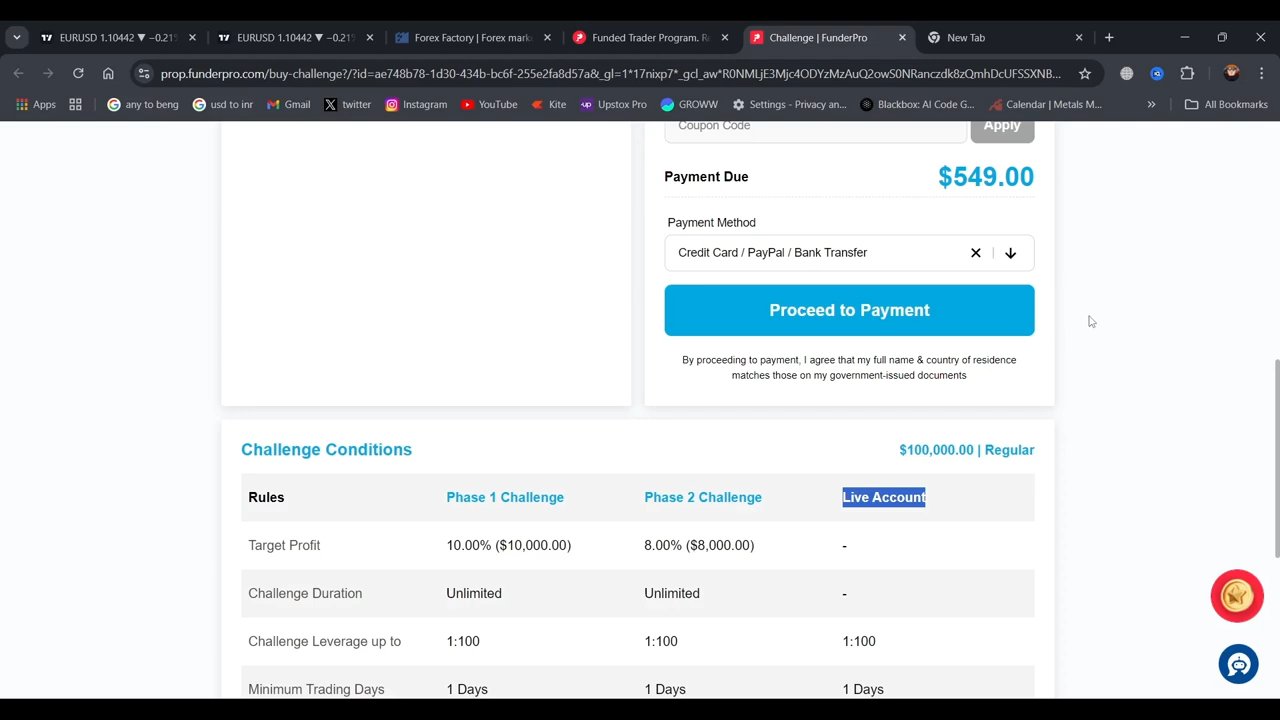 EURUSD 1.10442 ▼ −0.21
EURUSD 1.10442 ▼ −0.21
Forex Factory | Forex mark
Funded Trader Program. R
Challenge | FunderPro
New Tab
prop.funderpro.com/buy-challenge?/?id=ae748b78-1d30-434b-bc6f-255e2fa8d57a&_gl=1*17nixp7*_gcl_aw*R0NMLjE3Mjc4ODYzMzAuQ2owS0NRanczdk8zQmhDcUFSSXNB...
Apps
any to beng
usd to inr
Gmail
twitter
Instagram
YouTube
Kite
Upstox Pro
GROWW
Settings - Privacy an...
Blackbox: AI Code G...
Calendar | Metals M...
All Bookmarks
Coupon Code
Apply
Payment Due
$549.00
Payment Method
Credit Card / PayPal / Bank Transfer
Proceed to Payment
By proceeding to payment, I agree that my full name & country of residence
matches those on my government-issued documents
Challenge Conditions
$100,000.00 | Regular
Rules Phase 1 Challenge Phase 2 Challenge Live Account
Target Profit 10.00% ($10,000.00) 8.00% ($8,000.00) -
Challenge Duration Unlimited Unlimited -
Challenge Leverage up to 1:100 1:100 1:100
Minimum Trading Days 1 Days 1 Days 1 Days